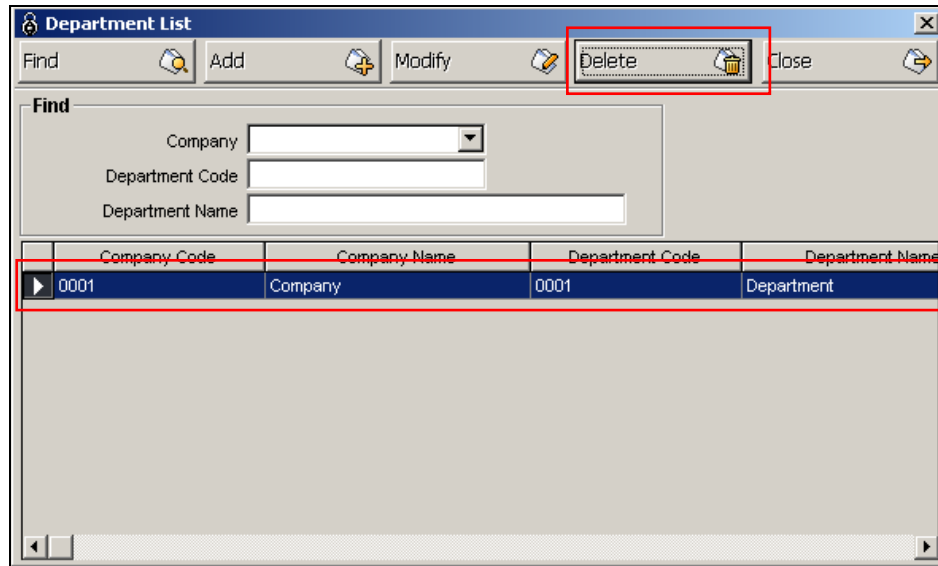 Department List
Find Add Modify Delete Close
Find
Company
Department Code
Department Name
Company Code Company Name Department Code Department Name
0001 Company 0001 Department